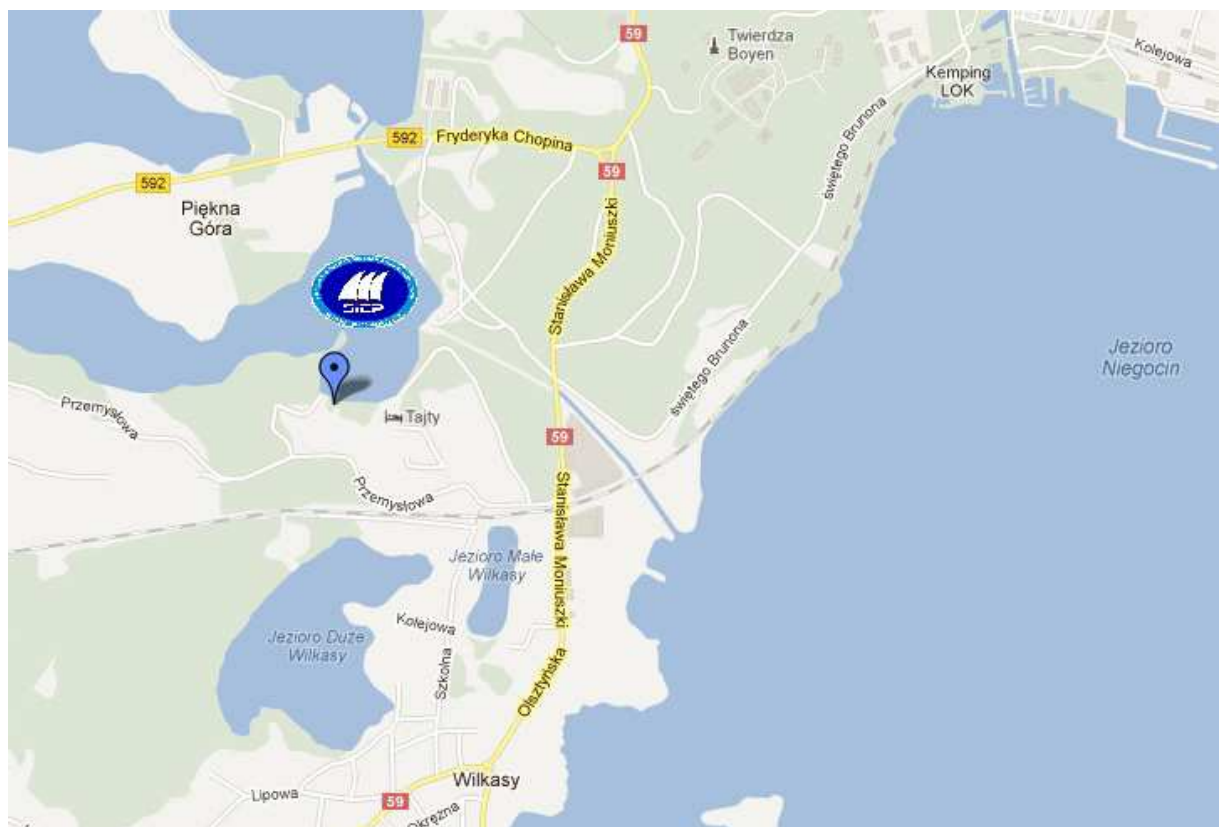 59
Twierdza
Boyen
Kolejowa
Kemping
LOK
592
Fryderyka Chopina
59
592
Piękna
Góra
świętego Brunona
Stanisława Moniuszki
SIEP
Jezioro
Niegocin
świętego Brunona
Przemysłowa
Tajty
59
Przemysłowa
Stanisława Moniuszki
Jezioro Małe
Wilkasy
Kolejowa
Jezioro Duże
Wilkasy
Szkolna
Olsztyńska
Wilkasy
Lipowa
59
Okrężna